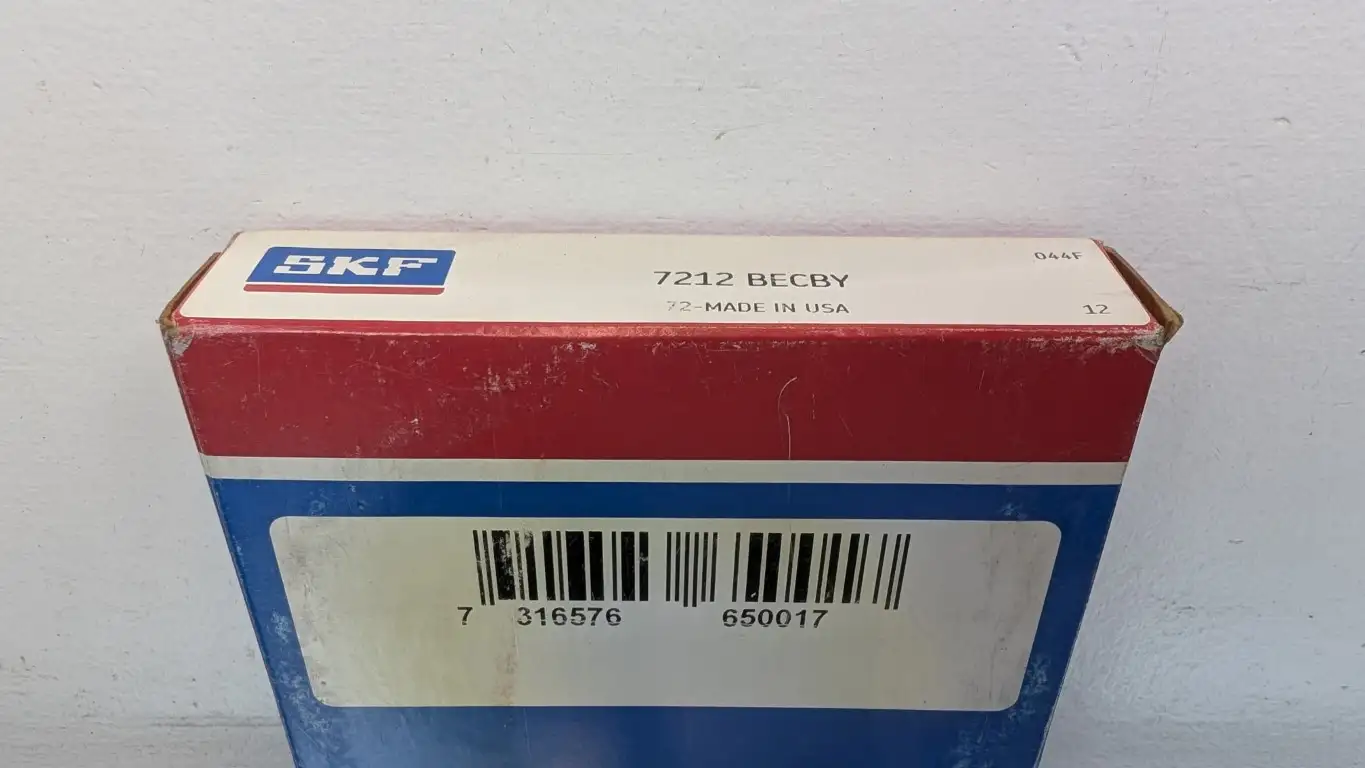 SKF
044F
7212 BECBY
72-MADE IN USA
12
7 316576 650017